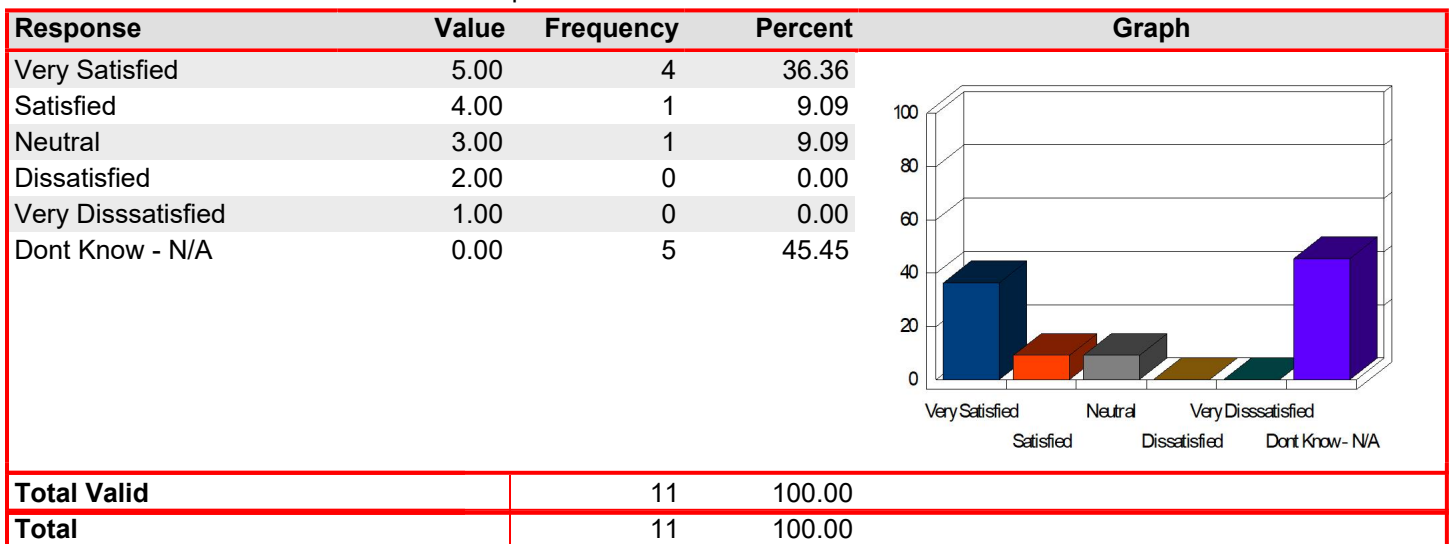 Response Value Frequency Percent Graph
Very Satisfied 5.00 4 36.36
Satisfied 4.00 1 9.09
Neutral 3.00 1 9.09
Dissatisfied 2.00 0 0.00
Very Disssatisfied 1.00 0 0.00
Dont Know - N/A 0.00 5 45.45
100
80
60
40
20
0
Very Satisfied Neutral Very Disssatisfied
Satisfied Dissatisfied Dont Know - N/A
Total Valid 11 100.00
Total 11 100.00